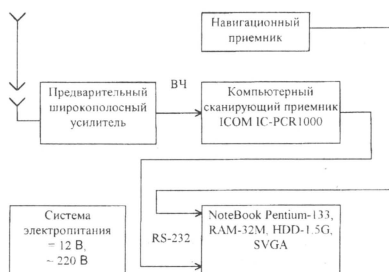 Навигационный
приемник
Предварительный
широкополосный
усилитель
ВЧ
Компьютерный
сканирующий приемник
ICOM IC-PCR1000
Система
электропитания
= 12 В,
~ 220 В
RS-232
NoteBook Pentium-133,
RAM-32M, HDD-1.5G,
SVGA